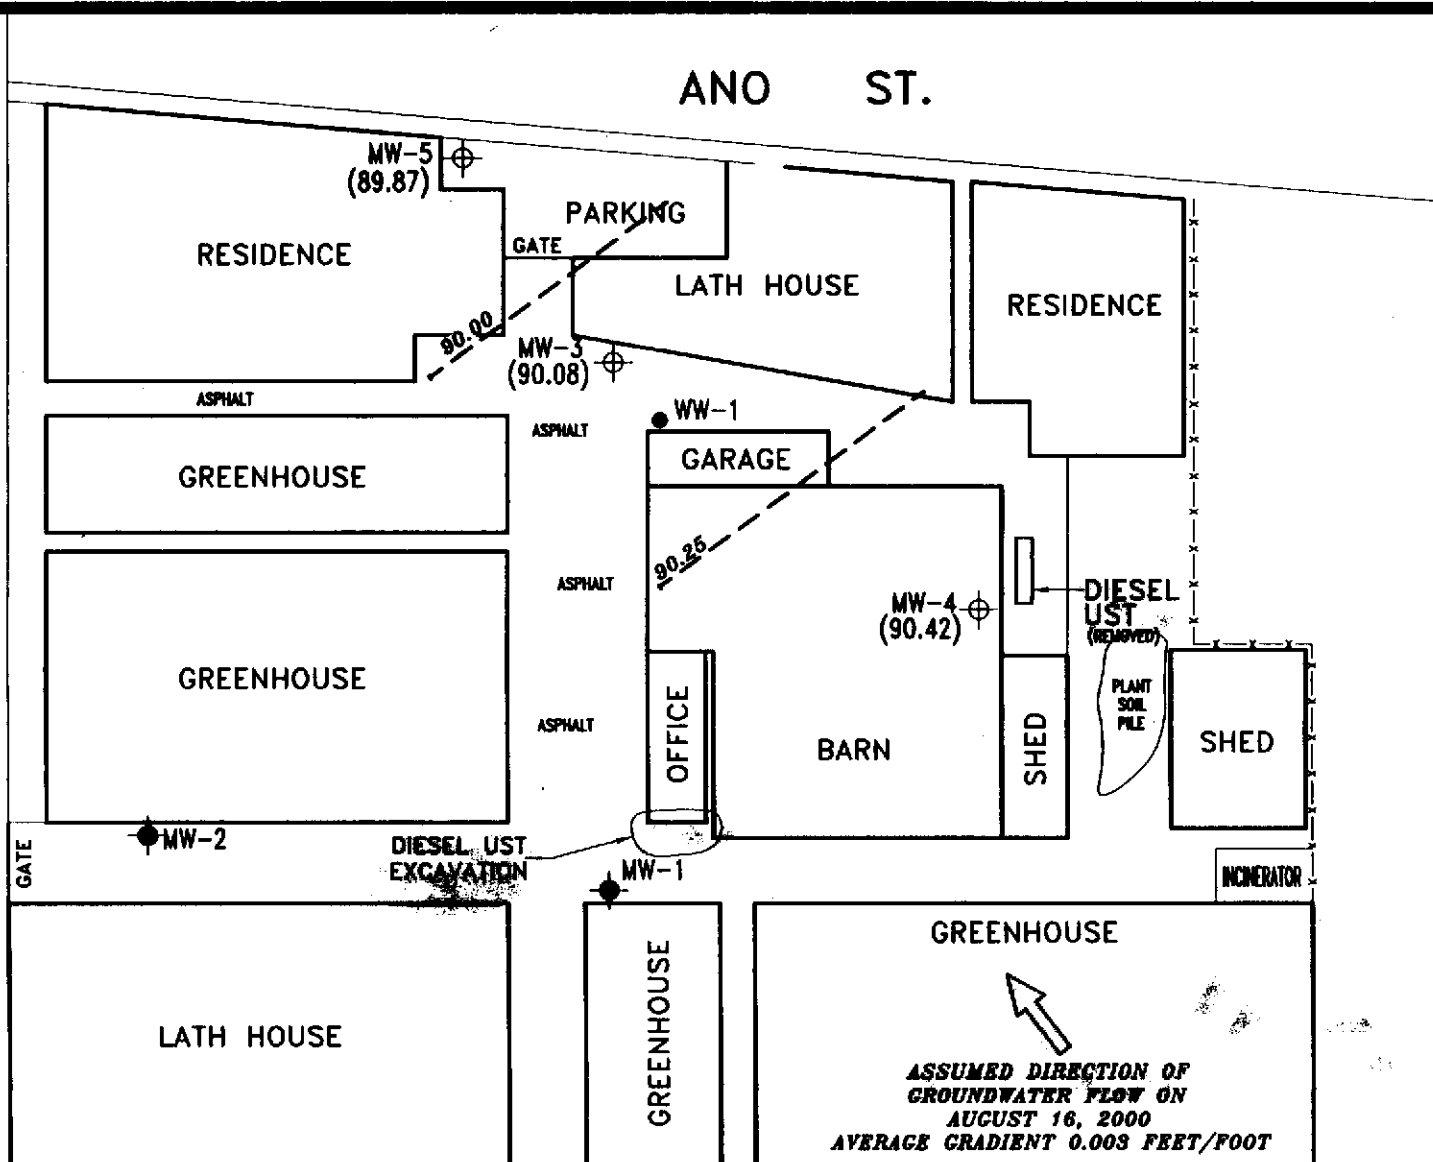 ANO ST.
MW-5
(89.87)
PARKING
GATE
RESIDENCE
LATH HOUSE
RESIDENCE
90.00
MW-3
(90.08)
ASPHALT
WW-1
ASPHALT
GARAGE
GREENHOUSE
90.25
ASPHALT
DIESEL
UST
(REMOVED)
MW-4
(90.42)
GREENHOUSE
PLANT
SOIL
PILE
ASPHALT
OFFICE
BARN
SHED
SHED
MW-2
DIESEL UST
EXCAVATION
GATE
MW-1
INCINERATOR
GREENHOUSE
LATH HOUSE
GREENHOUSE
ASSUMED DIRECTION OF
GROUNDWATER FLOW ON
AUGUST 16, 2000
AVERAGE GRADIENT 0.003 FEET/FOOT